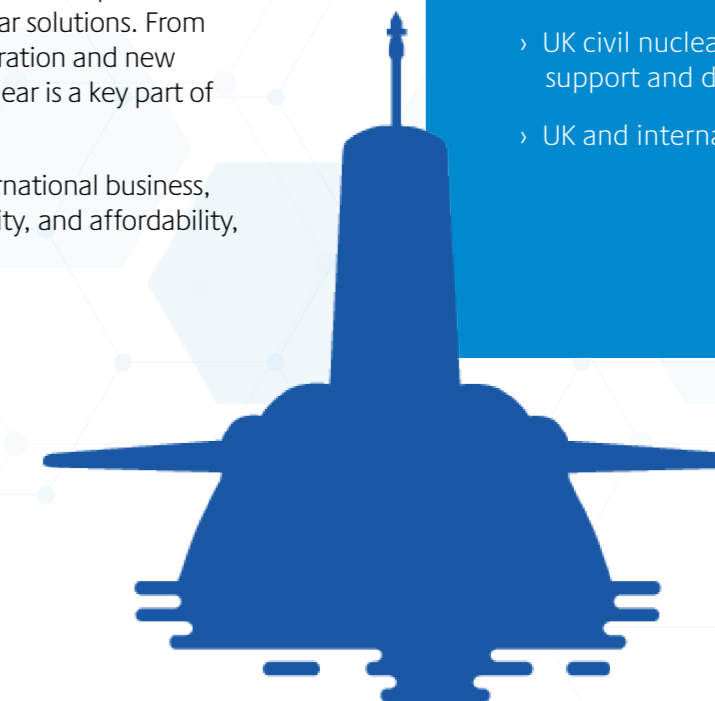 ar solutions. From
ration and new
ear is a key part of
rnational business,
ity, and affordability,
› UK civil nuclea
support and d
› UK and interna